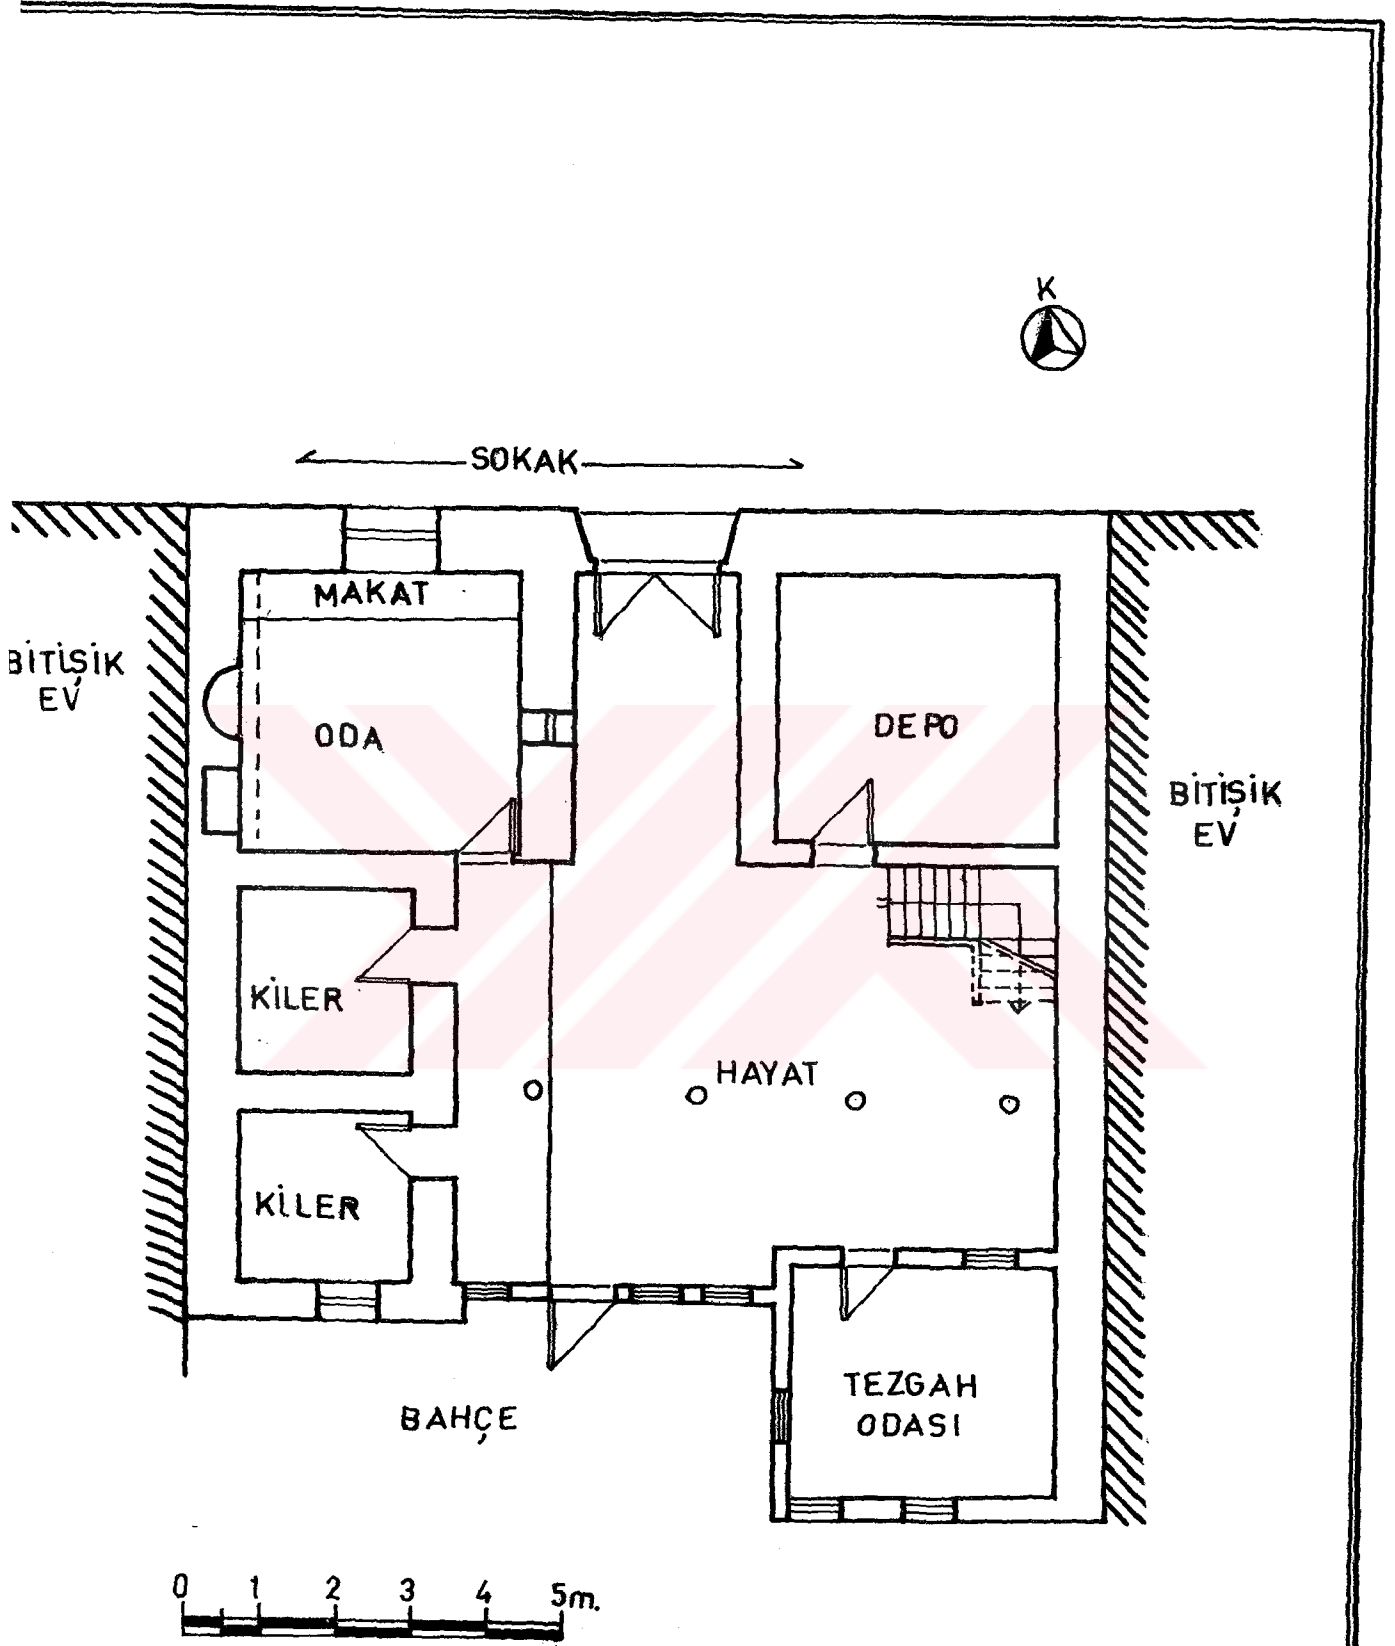 K
SOKAK
MAKAT
BİTİŞİK
EV
ODA
DEPO
BİTİŞİK
EV
KİLER
HAYAT
KİLER
TEZGAH
ODASI
BAHÇE
0 1 2 3 4 5m.